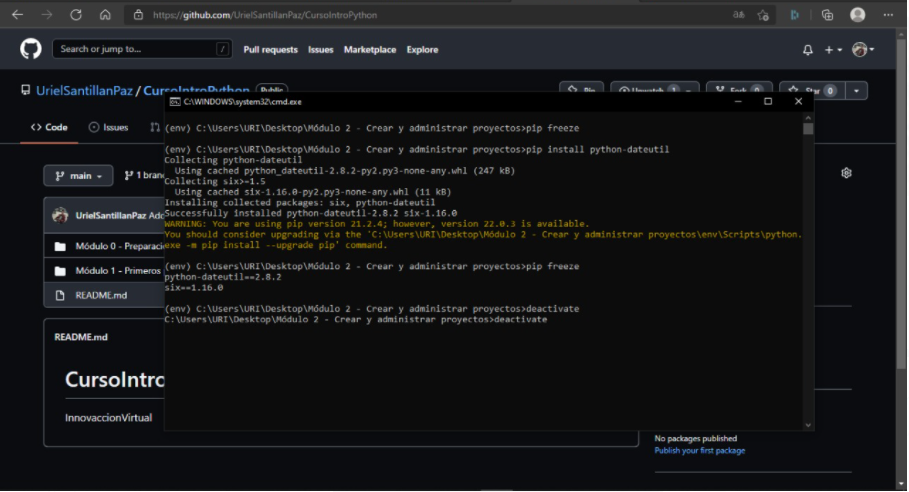 https://github.com/UrielSantillanPaz/CursoIntroPython
Search or jump to...
/
Pull requests Issues Marketplace Explore
UrielSantillanPaz / CursoIntroPython Public
Pin Unwatch 1 Fork 0 Star 0
C:\WINDOWS\system32\cmd.exe
<> Code Issues
main
1 bran
UrielSantillanPaz Add
Módulo 0 - Preparaci
Módulo 1 - Primeros
README.md
README.md
CursoIntro
InnovaccionVirtual
(env) C:\Users\URI\Desktop\Módulo 2 - Crear y administrar proyectos>pip freeze
(env) C:\Users\URI\Desktop\Módulo 2 - Crear y administrar proyectos>pip install python-dateutil
Collecting python-dateutil
Using cached python_dateutil-2.8.2-py2.py3-none-any.whl (247 kB)
Collecting six>=1.5
Using cached six-1.16.0-py2.py3-none-any.whl (11 kB)
Installing collected packages: six, python-dateutil
Successfully installed python-dateutil-2.8.2 six-1.16.0
WARNING: You are using pip version 21.2.4; however, version 22.0.3 is available.
You should consider upgrading via the 'C:\Users\URI\Desktop\Módulo 2 - Crear y administrar proyectos\env\Scripts\python.
exe -m pip install --upgrade pip' command.
(env) C:\Users\URI\Desktop\Módulo 2 - Crear y administrar proyectos>pip freeze
python-dateutil==2.8.2
six==1.16.0
(env) C:\Users\URI\Desktop\Módulo 2 - Crear y administrar proyectos>deactivate
C:\Users\URI\Desktop\Módulo 2 - Crear y administrar proyectos>deactivate
No packages published
Publish your first package